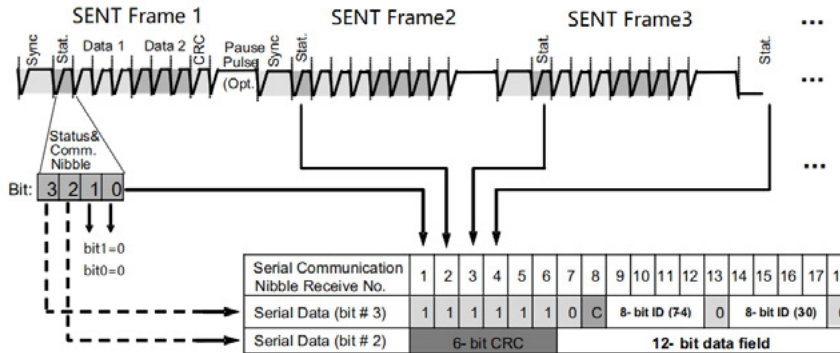 SENT Frame 1 SENT Frame2 SENT Frame3 ...
Sync Stat. Data 1 Data 2 CRC Pause Pulse (Opt. Sync Stat. Stat. Stat. ...
Status&
Comm.
Nibble
Bit: 3 2 1 0 ...
bit1=0
bit0=0
Serial Communication Nibble Receive No. 1 2 3 4 5 6 7 8 9 10 11 12 13 14 15 16 17
Serial Data (bit # 3) 1 1 1 1 1 1 0 C 8- bit ID (7-4) 0 8- bit ID (3-0)
Serial Data (bit # 2) 6- bit CRC 12- bit data field